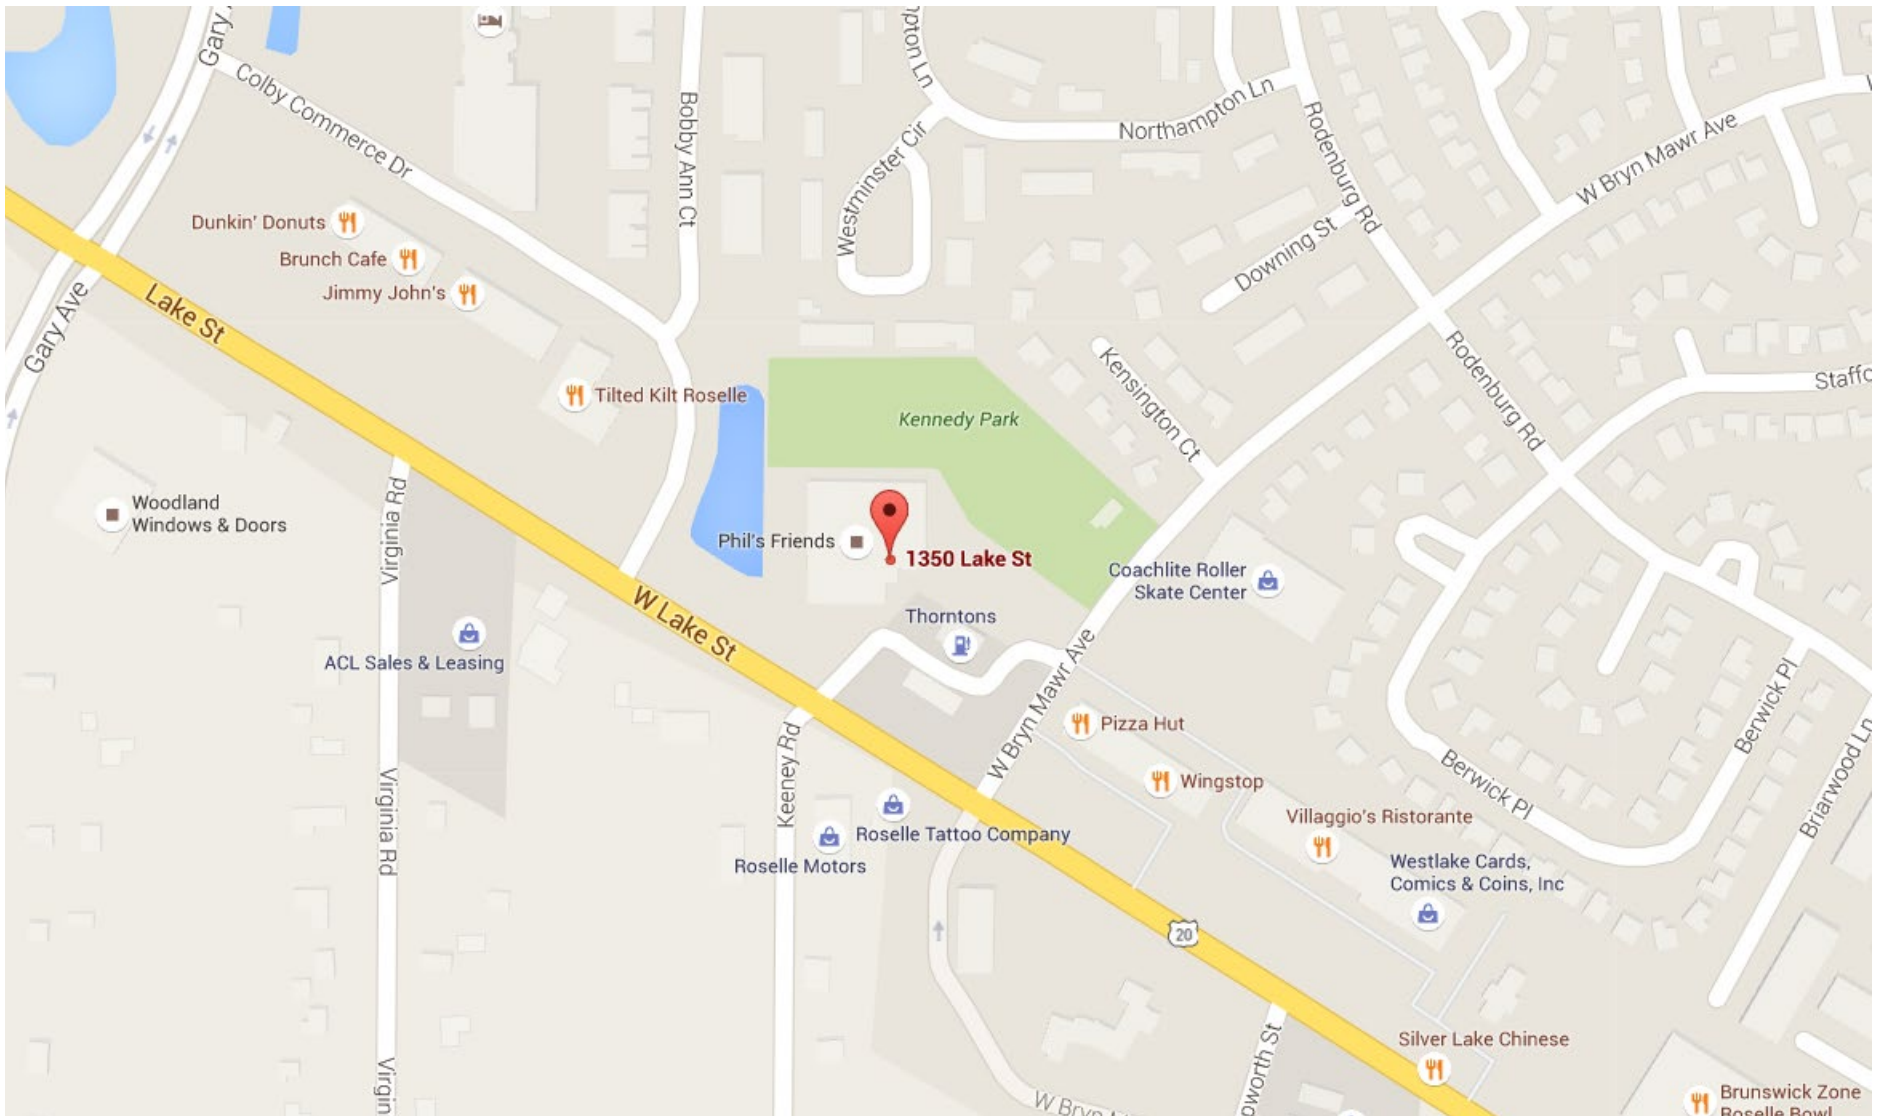 Gary
Colby Commerce Dr
Bobby Ann Ct
Northampton Ln
Westminster Cir
Rodenburg Rd
W Bryn Mawr Ave
Downing St
Dunkin' Donuts
Brunch Cafe
Jimmy John's
Lake St
Gary Ave
Tilted Kilt Roselle
Kennedy Park
Kensington Ct
Rodenburg Rd
Woodland
Windows & Doors
Virginia Rd
Phil's Friends
1350 Lake St
Coachlite Roller
Skate Center
Thorntons
W Lake St
ACL Sales & Leasing
W Bryn Mawr Ave
Pizza Hut
Wingstop
Keeney Rd
Berwick Pl
Berwick Pl
Briarwood Ln
Virginia Rd
Roselle Tattoo Company
Roselle Motors
Villaggio's Ristorante
Westlake Cards,
Comics & Coins, Inc
20
Silver Lake Chinese
Brunswick Zone
Roselle Bowl
W Bryn